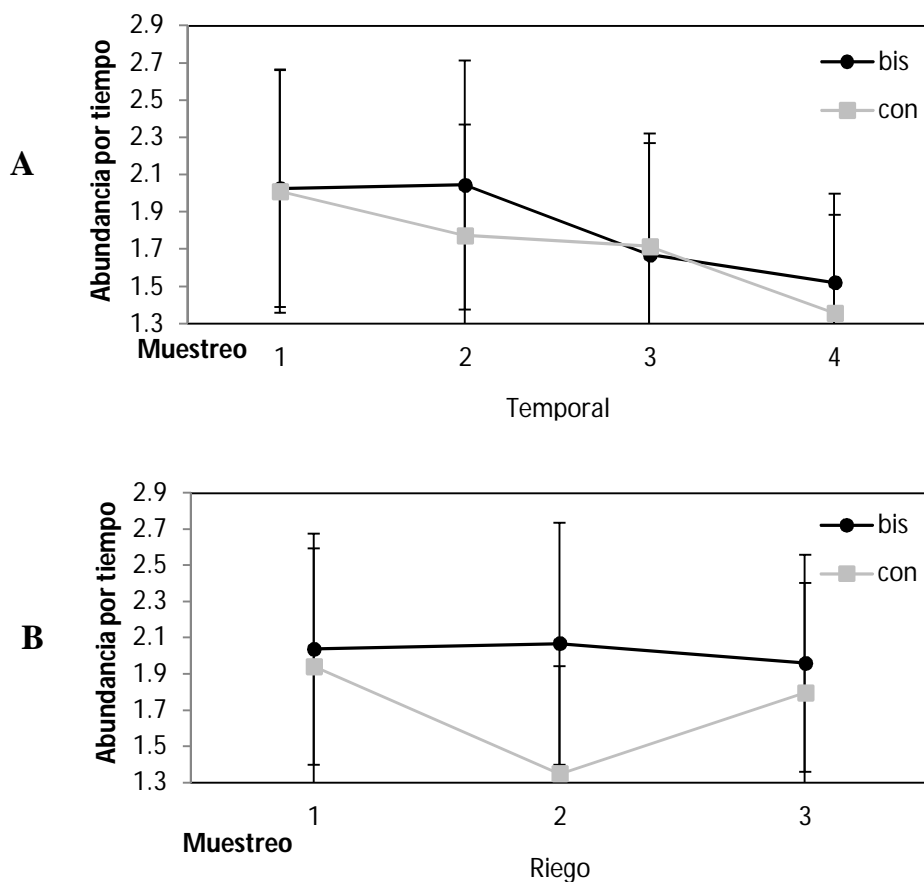 A
Abundancia por tiempo
2.9
2.7
2.5
2.3
2.1
1.9
1.7
1.5
1.3
bis
con
Muestreo
1 2 3 4
Temporal
B
Abundancia por tiempo
2.9
2.7
2.5
2.3
2.1
1.9
1.7
1.5
1.3
bis
con
1 2 3
Muestreo
Riego